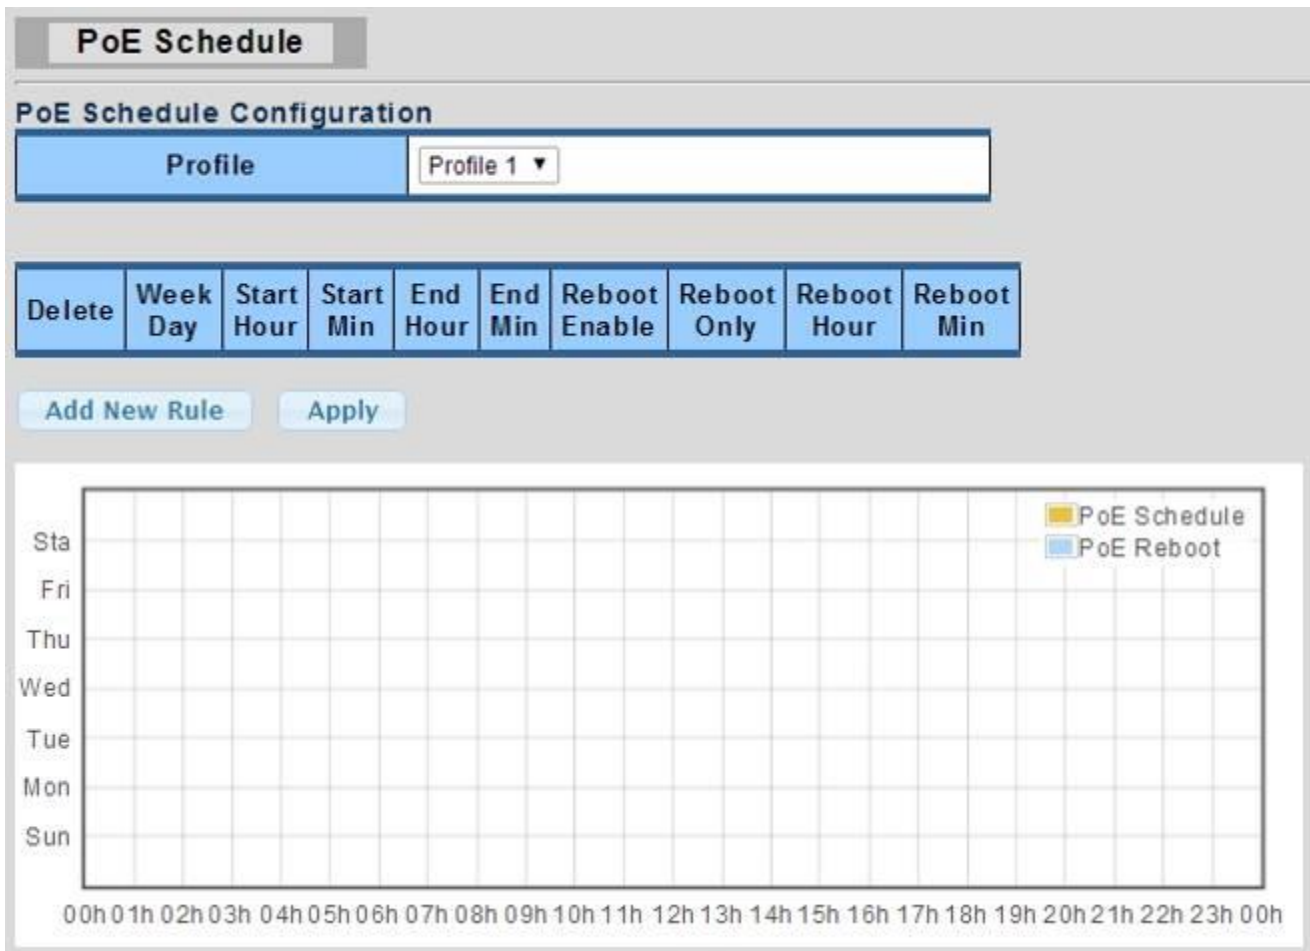 PoE Schedule
PoE Schedule Configuration
Profile
Profile 1
Delete Week Day Start Hour Start Min End Hour End Min Reboot Enable Reboot Only Reboot Hour Reboot Min
Add New Rule Apply
PoE Schedule
PoE Reboot
Sta
Fri
Thu
Wed
Tue
Mon
Sun
00h 01h 02h 03h 04h 05h 06h 07h 08h 09h 10h 11h 12h 13h 14h 15h 16h 17h 18h 19h 20h 21h 22h 23h 00h